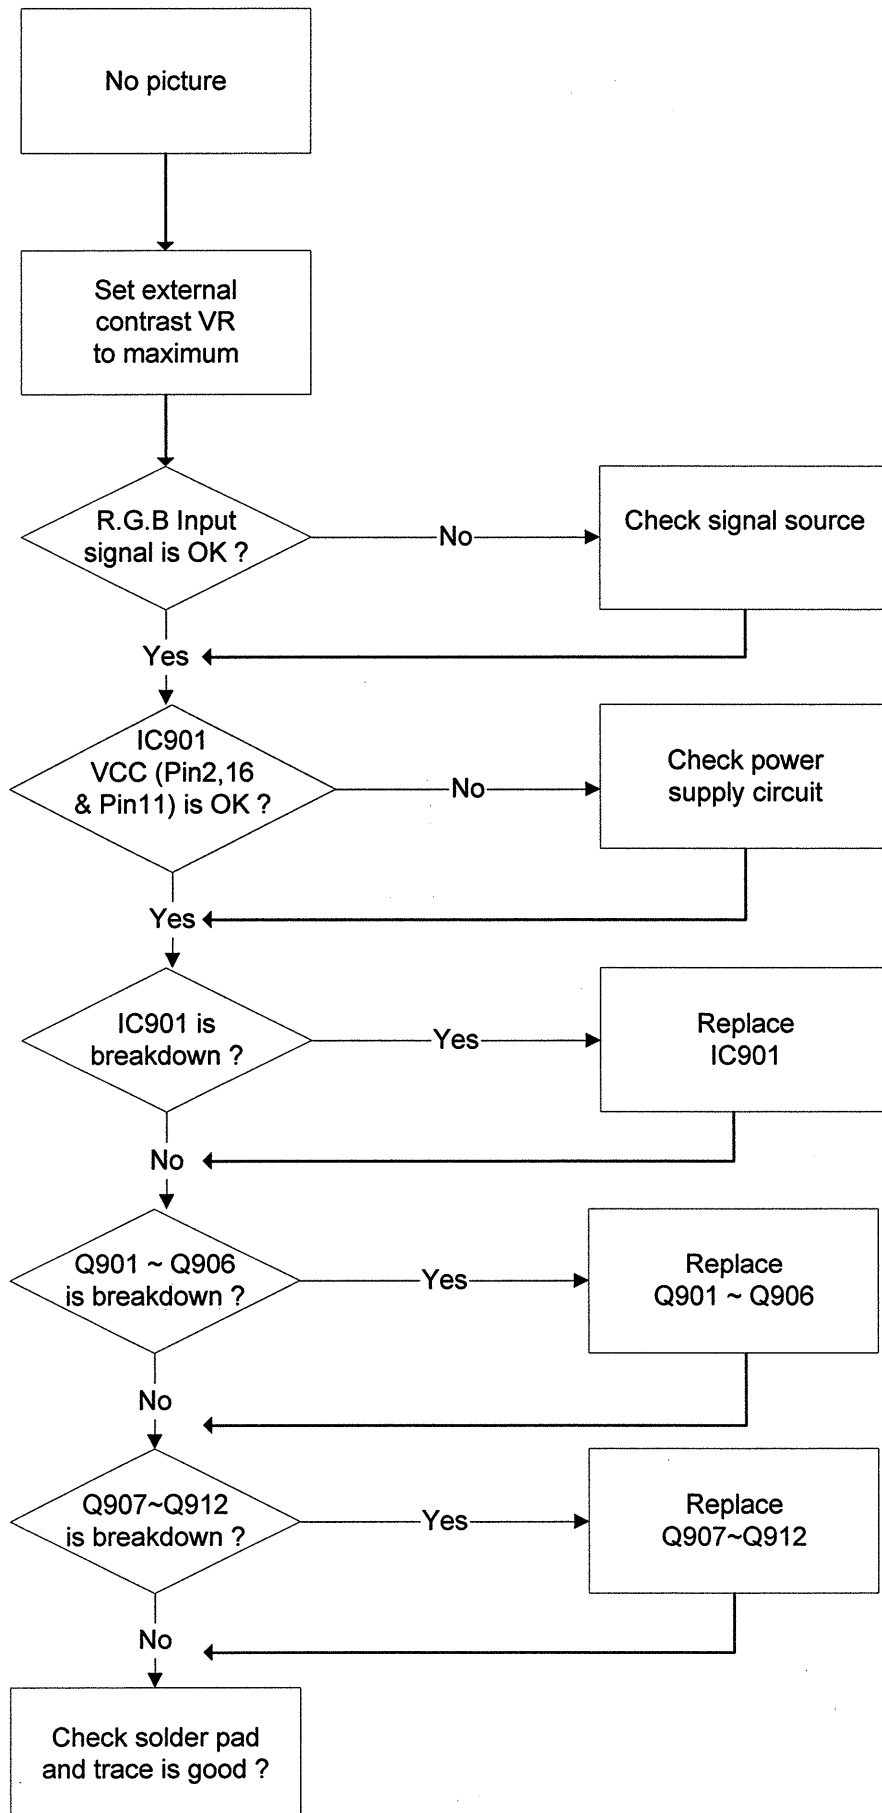 No picture
Set external
contrast VR
to maximum
R.G.B Input
signal is OK ?
No
Check signal source
Yes
IC901
VCC (Pin2,16
& Pin11) is OK ?
No
Check power
supply circuit
Yes
IC901 is
breakdown ?
Yes
Replace
IC901
No
Q901 ~ Q906
is breakdown ?
Yes
Replace
Q901 ~ Q906
No
Q907~Q912
is breakdown ?
Yes
Replace
Q907~Q912
No
Check solder pad
and trace is good ?